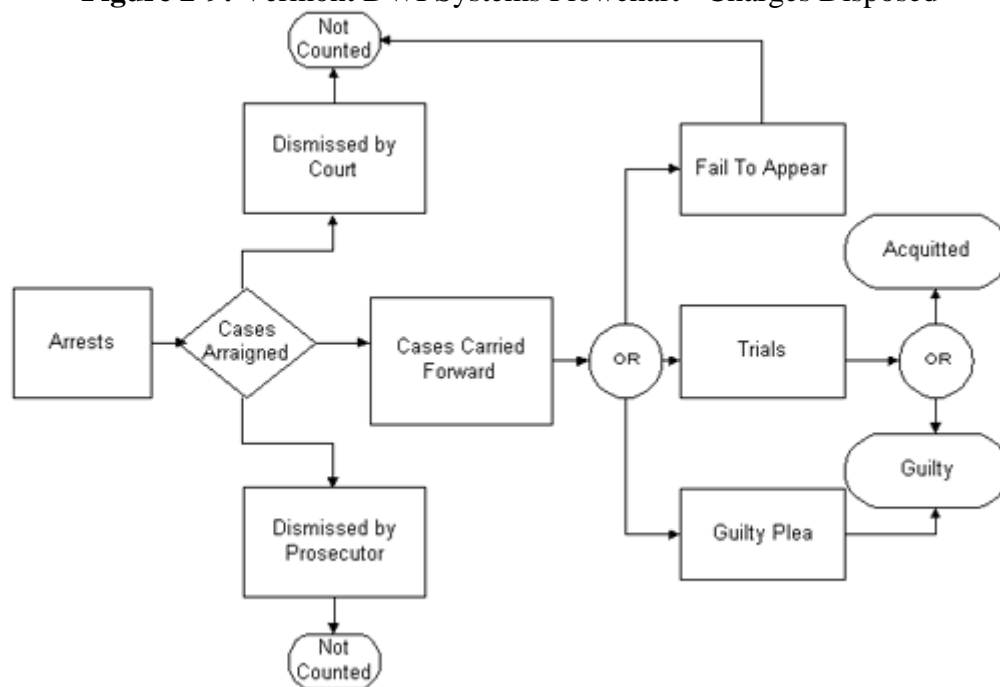 Figure 2-9: Vermont DWI Systems Flowchart - Charges Disposed
Not
Counted
Dismissed by
Court
Fail To Appear
Acquitted
Arrests
Cases
Arraigned
Cases Carried
Forward
OR
Trials
OR
Guilty
Dismissed by
Prosecutor
Guilty Plea
Not
Counted